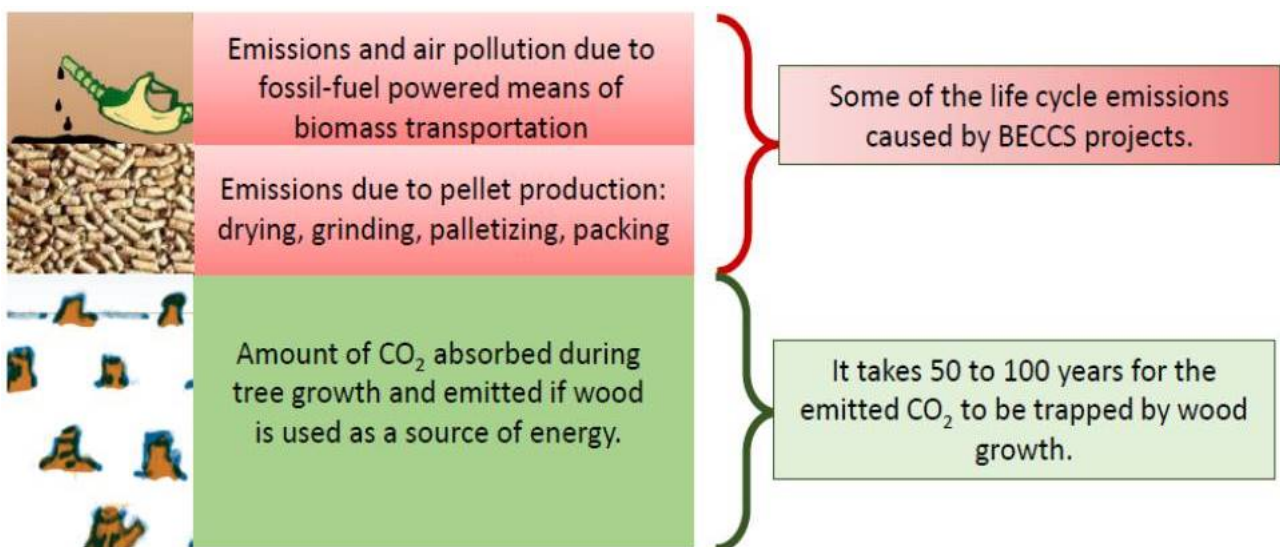 Emissions and air pollution due to
fossil-fuel powered means of
biomass transportation
Some of the life cycle emissions
caused by BECCS projects.
Emissions due to pellet production:
drying, grinding, palletizing, packing
Amount of CO₂ absorbed during
tree growth and emitted if wood
is used as a source of energy.
It takes 50 to 100 years for the
emitted CO₂ to be trapped by wood
growth.